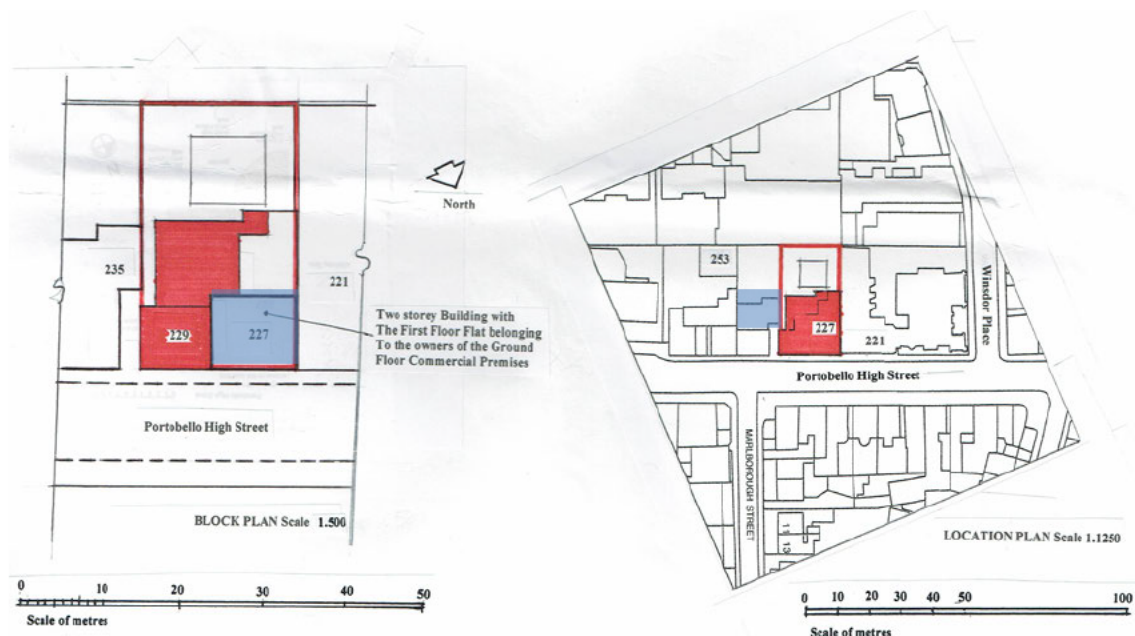 North
235
221
229
227
Two storey Building with
The First Floor Flat belonging
To the owners of the Ground
Floor Commercial Premises
Portobello High Street
BLOCK PLAN Scale 1.500
0 10 20 30 40 50
Scale of metres
253
227
221
Winsdor Place
Portobello High Street
MARLBOROUGH STREET
11 13
LOCATION PLAN Scale 1.1250
0 10 20 30 40 50 100
Scale of metres